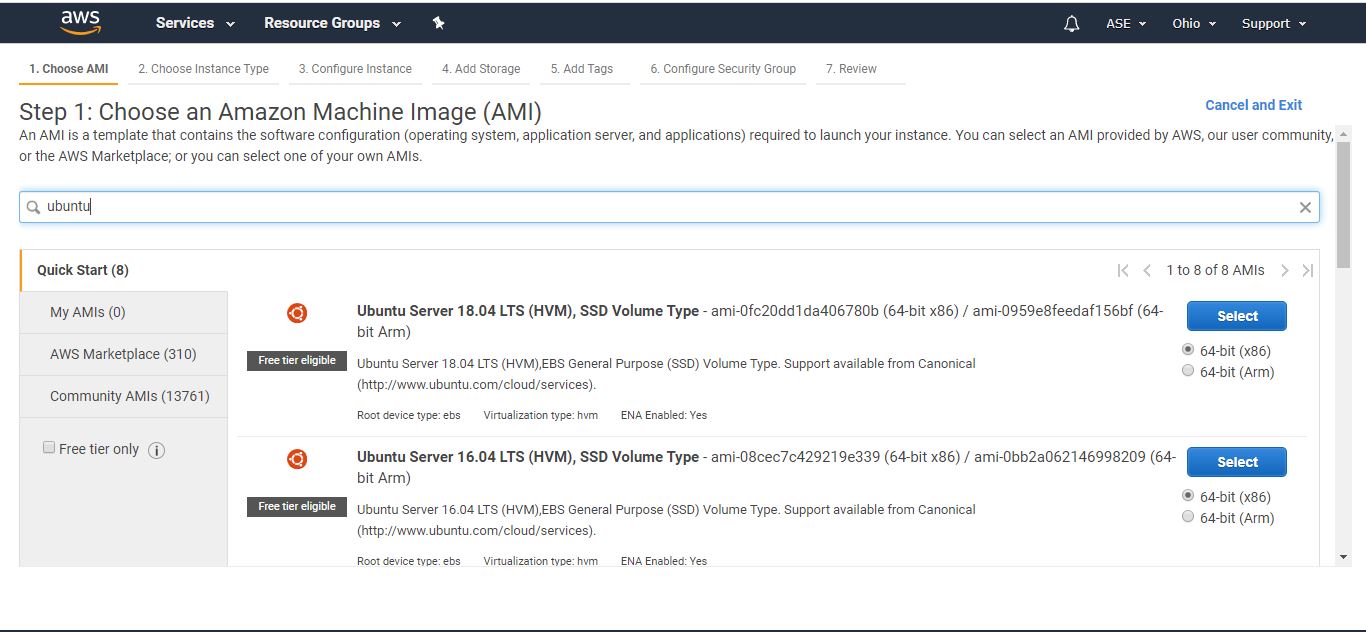 aws Services Resource Groups ASE Ohio Support
1. Choose AMI 2. Choose Instance Type 3. Configure Instance 4. Add Storage 5. Add Tags 6. Configure Security Group 7. Review
Step 1: Choose an Amazon Machine Image (AMI)
Cancel and Exit
An AMI is a template that contains the software configuration (operating system, application server, and applications) required to launch your instance. You can select an AMI provided by AWS, our user community,
or the AWS Marketplace; or you can select one of your own AMIs.
ubuntu
Quick Start (8)
1 to 8 of 8 AMIs
My AMIs (0)
AWS Marketplace (310)
Community AMIs (13761)
Free tier only
Ubuntu Server 18.04 LTS (HVM), SSD Volume Type - ami-0fc20dd1da406780b (64-bit x86) / ami-0959e8feedaf156bf (64-
bit Arm)
Free tier eligible
Ubuntu Server 18.04 LTS (HVM),EBS General Purpose (SSD) Volume Type. Support available from Canonical
(http://www.ubuntu.com/cloud/services).
Root device type: ebs Virtualization type: hvm ENA Enabled: Yes
Select
64-bit (x86)
64-bit (Arm)
Ubuntu Server 16.04 LTS (HVM), SSD Volume Type - ami-08cec7c429219e339 (64-bit x86) / ami-0bb2a062146998209 (64-
bit Arm)
Free tier eligible
Ubuntu Server 16.04 LTS (HVM),EBS General Purpose (SSD) Volume Type. Support available from Canonical
(http://www.ubuntu.com/cloud/services).
Root device type: ebs Virtualization type: hvm ENA Enabled: Yes
Select
64-bit (x86)
64-bit (Arm)